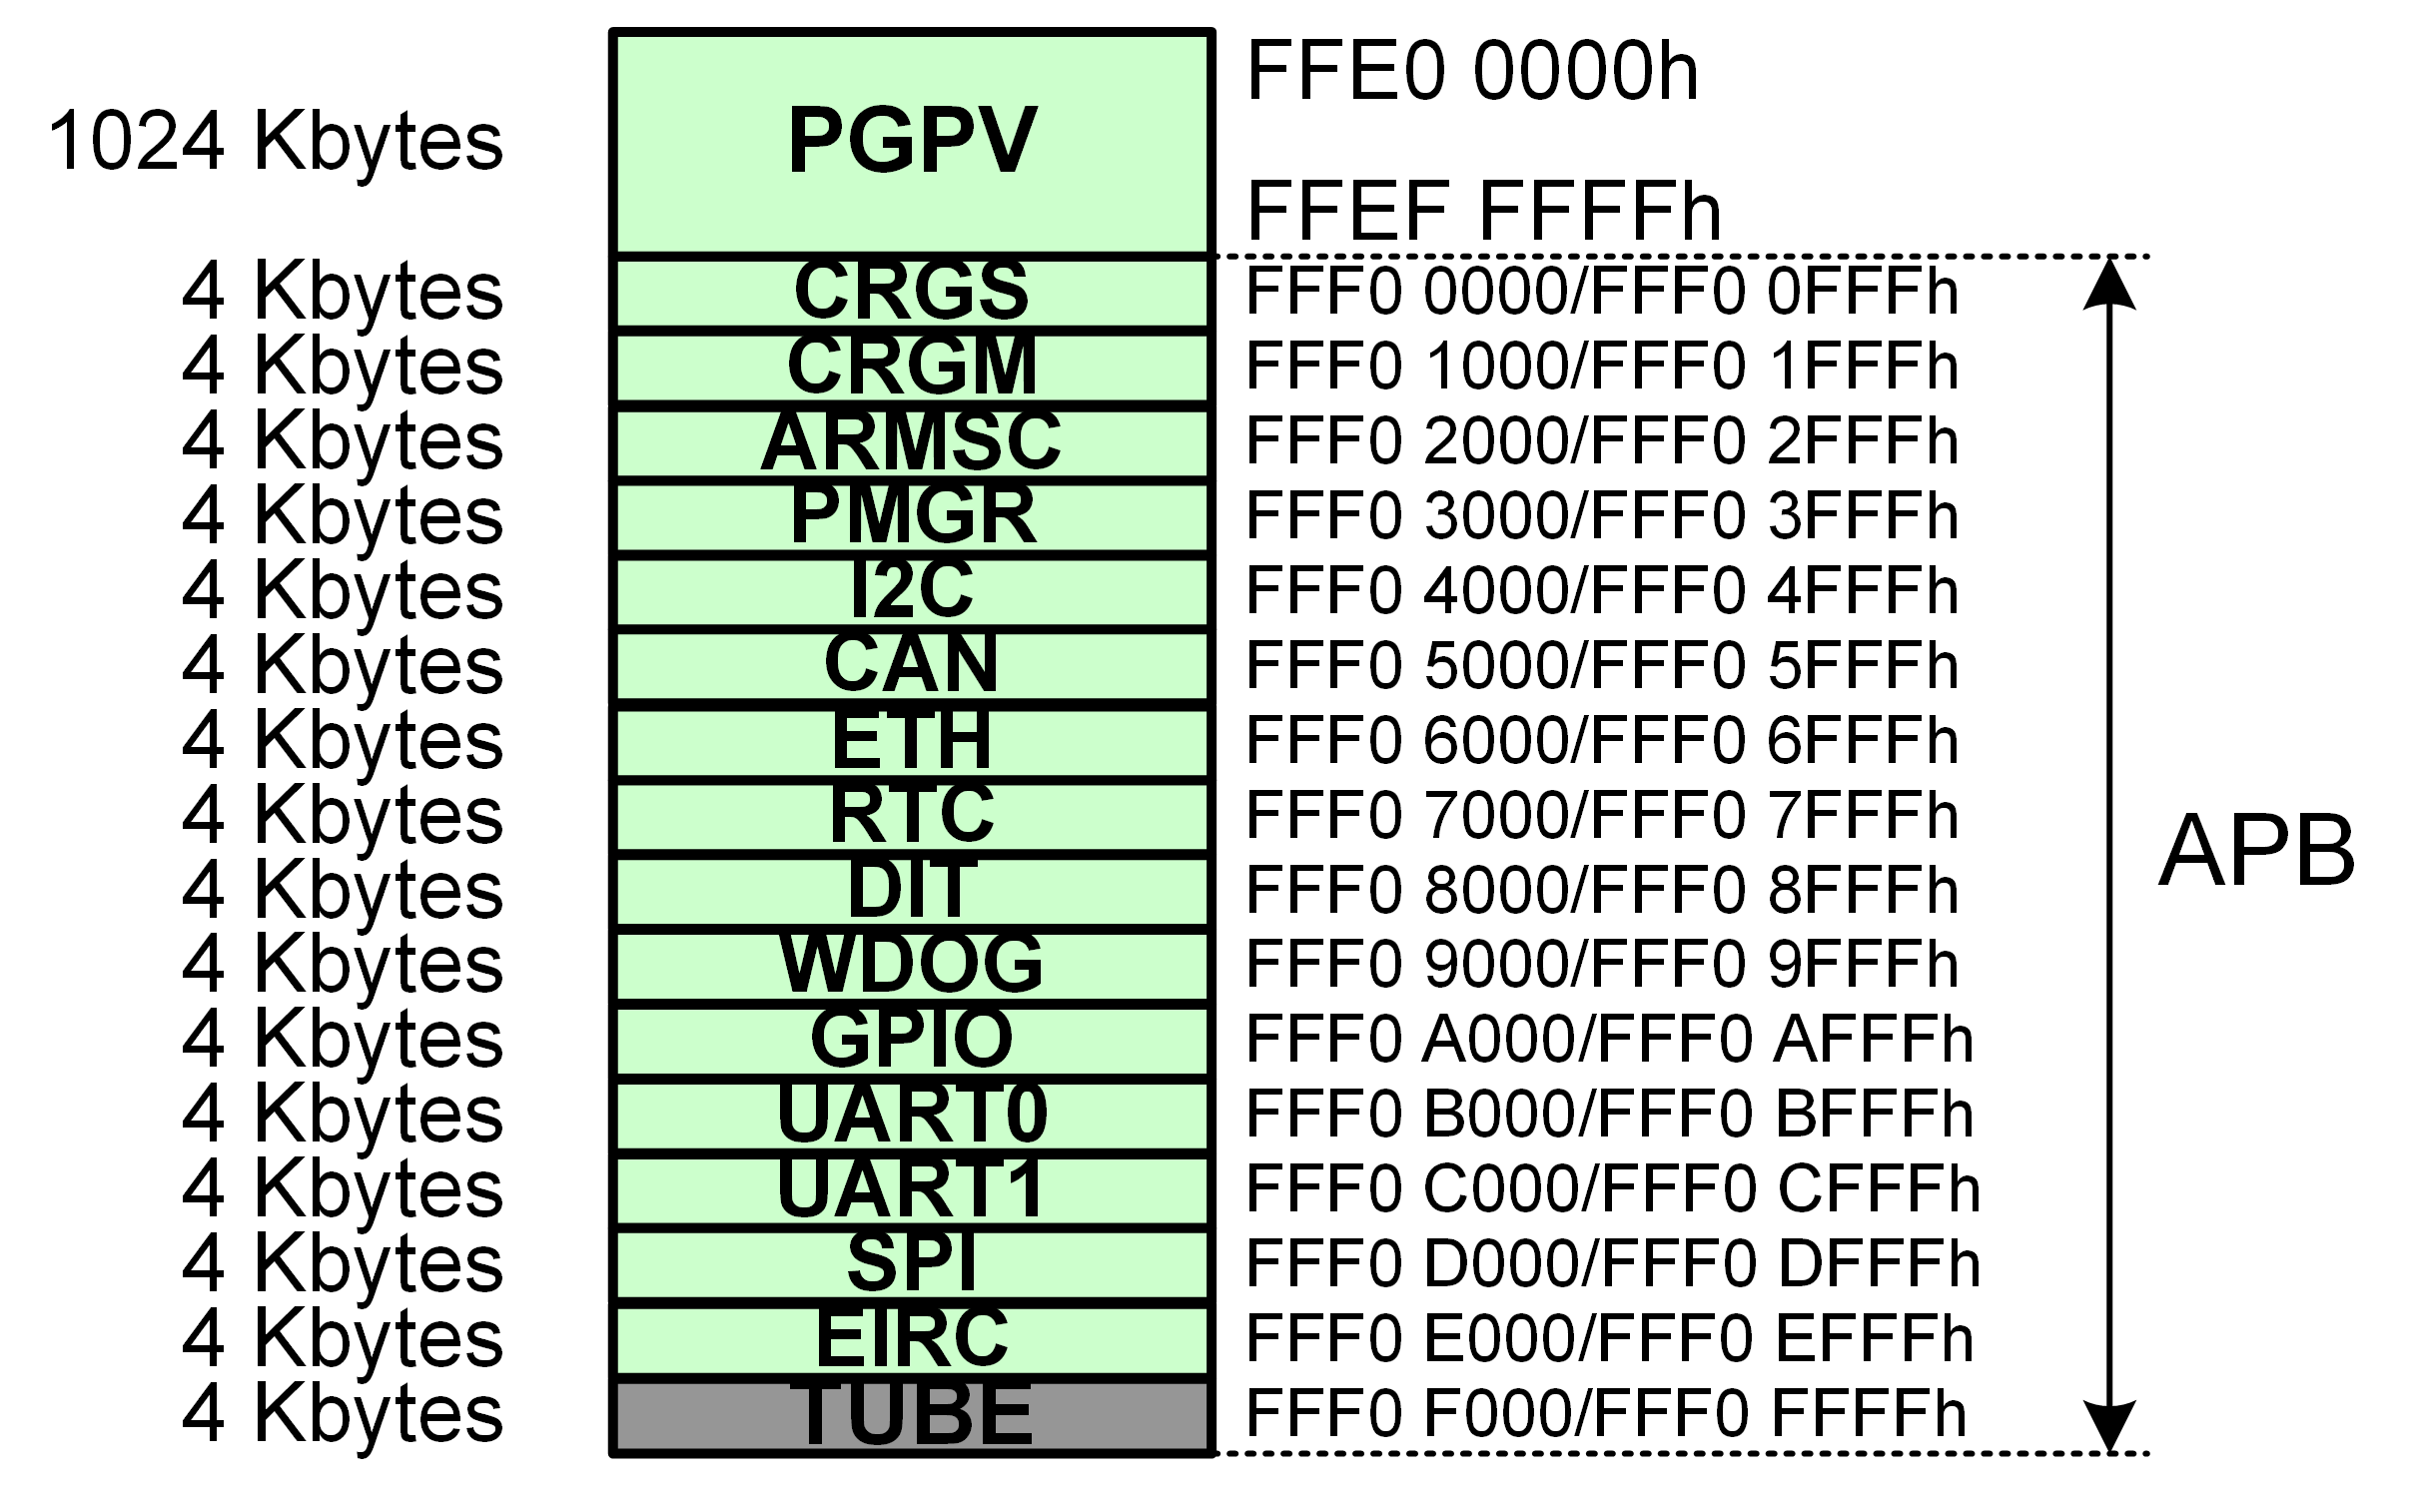 FFE0 0000h
1024 Kbytes PGPV
FFEF FFFFh
4 Kbytes CRGS FFF0 0000/FFF0 0FFFh
4 Kbytes CRGM FFF0 1000/FFF0 1FFFh
4 Kbytes ARMSC FFF0 2000/FFF0 2FFFh
4 Kbytes PMGR FFF0 3000/FFF0 3FFFh
4 Kbytes I2C FFF0 4000/FFF0 4FFFh
4 Kbytes CAN FFF0 5000/FFF0 5FFFh
4 Kbytes ETH FFF0 6000/FFF0 6FFFh
4 Kbytes RTC FFF0 7000/FFF0 7FFFh
APB
4 Kbytes DIT FFF0 8000/FFF0 8FFFh
4 Kbytes WDOG FFF0 9000/FFF0 9FFFh
4 Kbytes GPIO FFF0 A000/FFF0 AFFFh
4 Kbytes UART0 FFF0 B000/FFF0 BFFFh
4 Kbytes UART1 FFF0 C000/FFF0 CFFFh
4 Kbytes SPI FFF0 D000/FFF0 DFFFh
4 Kbytes EIRC FFF0 E000/FFF0 EFFFh
4 Kbytes TUBE FFF0 F000/FFF0 FFFFh